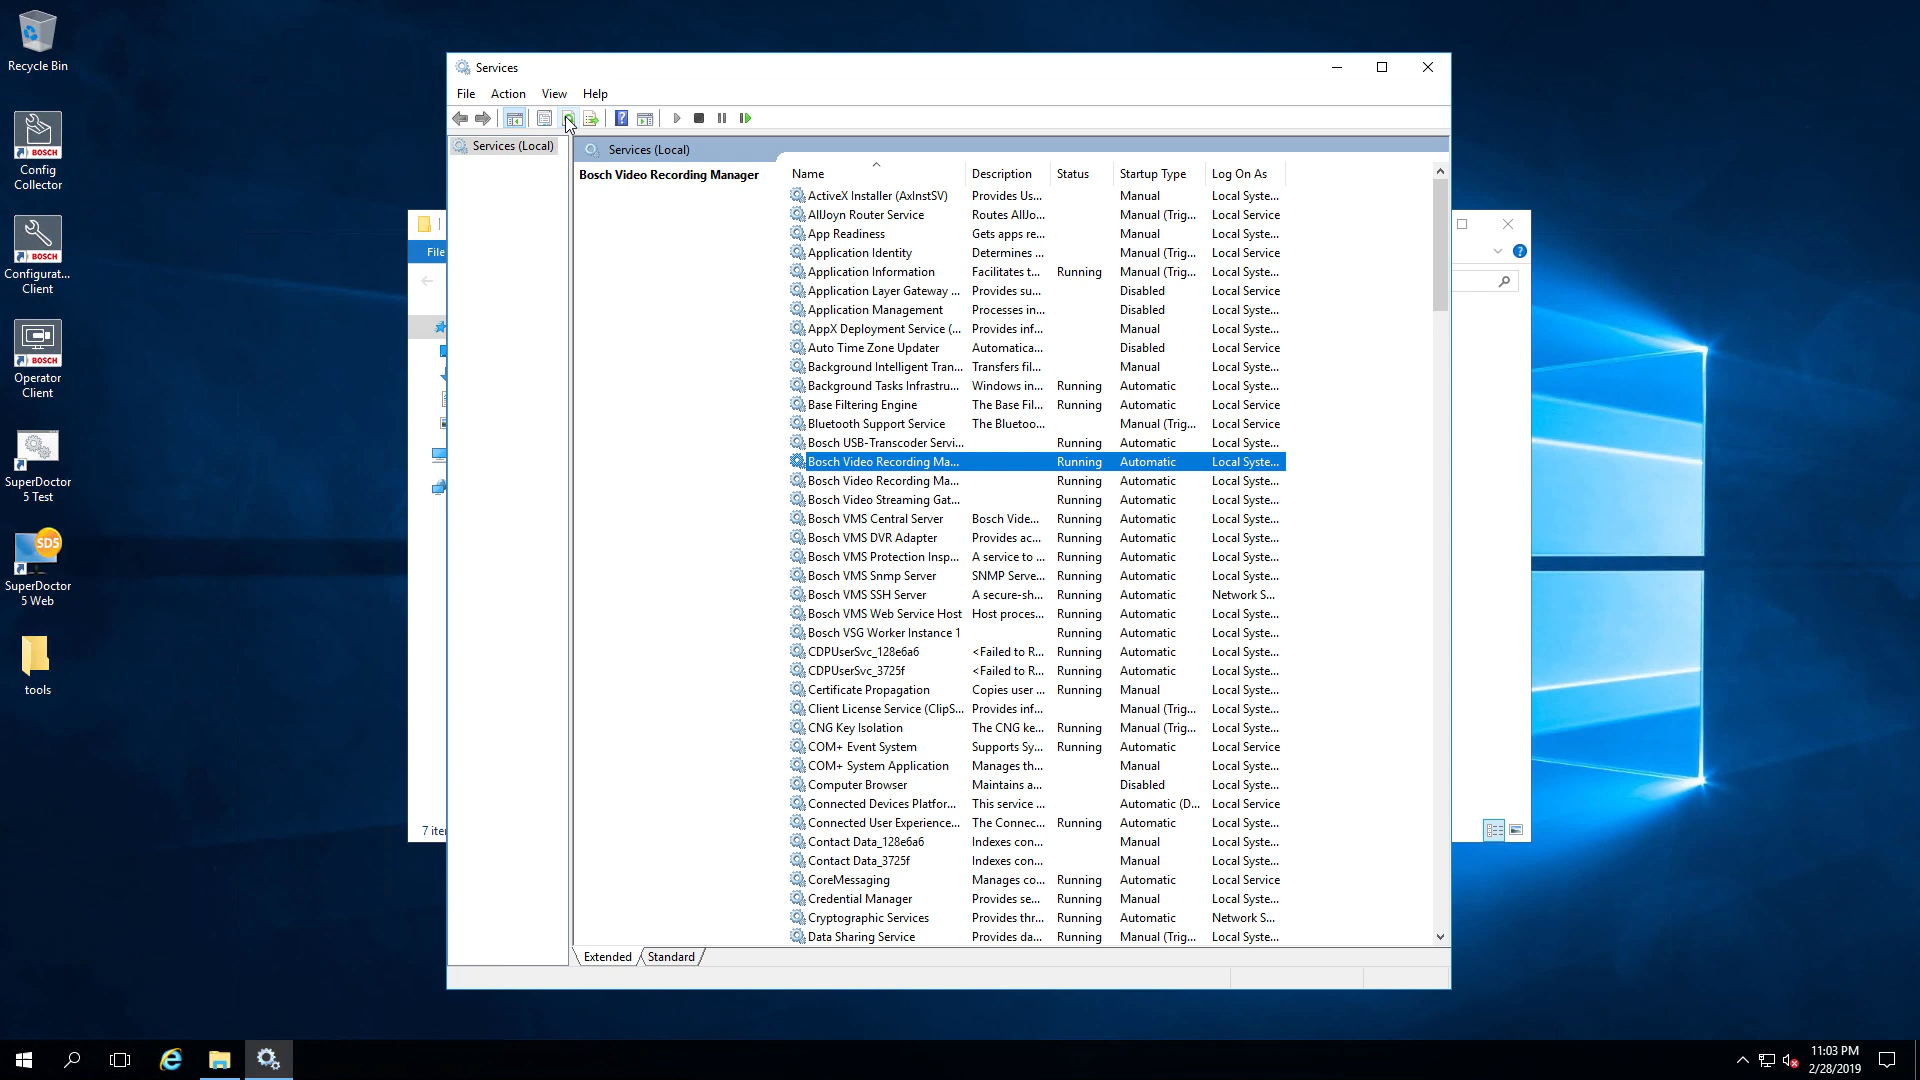 Recycle Bin
BOSCH
Config
Collector
BOSCH
Configurat...
Client
BOSCH
Operator
Client
SuperDoctor
5 Test
SD5
SuperDoctor
5 Web
tools
File
7 ite
Services
File Action View Help
Services (Local)
Services (Local)
Bosch Video Recording Manager
Name Description Status Startup Type Log On As
ActiveX Installer (AxInstSV) Provides Us... Manual Local Syste...
AllJoyn Router Service Routes AllJo... Manual (Trig... Local Service
App Readiness Gets apps re... Manual Local Syste...
Application Identity Determines ... Manual (Trig... Local Service
Application Information Facilitates t... Running Manual (Trig... Local Syste...
Application Layer Gateway ... Provides su... Disabled Local Service
Application Management Processes in... Disabled Local Syste...
AppX Deployment Service (... Provides inf... Manual Local Syste...
Auto Time Zone Updater Automatica... Disabled Local Service
Background Intelligent Tran... Transfers fil... Manual Local Syste...
Background Tasks Infrastru... Windows in... Running Automatic Local Syste...
Base Filtering Engine The Base Fil... Running Automatic Local Service
Bluetooth Support Service The Bluetoo... Manual (Trig... Local Service
Bosch USB-Transcoder Servi... Running Automatic Local Syste...
Bosch Video Recording Ma... Running Automatic Local Syste...
Bosch Video Recording Ma... Running Automatic Local Syste...
Bosch Video Streaming Gat... Running Automatic Local Syste...
Bosch VMS Central Server Bosch Vide... Running Automatic Local Syste...
Bosch VMS DVR Adapter Provides ac... Running Automatic Local Syste...
Bosch VMS Protection Insp... A service to ... Running Automatic Local Syste...
Bosch VMS Snmp Server SNMP Serve... Running Automatic Local Syste...
Bosch VMS SSH Server A secure-sh... Running Automatic Network S...
Bosch VMS Web Service Host Host proces... Running Automatic Local Syste...
Bosch VSG Worker Instance 1 Running Automatic Local Syste...
CDPUserSvc_128e6a6 <Failed to R... Running Automatic Local Syste...
CDPUserSvc_3725f <Failed to R... Running Automatic Local Syste...
Certificate Propagation Copies user ... Running Manual Local Syste...
Client License Service (ClipS... Provides inf... Manual (Trig... Local Syste...
CNG Key Isolation The CNG ke... Running Manual (Trig... Local Syste...
COM+ Event System Supports Sy... Running Automatic Local Service
COM+ System Application Manages th... Manual Local Syste...
Computer Browser Maintains a... Disabled Local Syste...
Connected Devices Platfor... This service ... Automatic (D... Local Service
Connected User Experience... The Connec... Running Automatic Local Syste...
Contact Data_128e6a6 Indexes con... Manual Local Syste...
Contact Data_3725f Indexes con... Manual Local Syste...
CoreMessaging Manages co... Running Automatic Local Service
Credential Manager Provides se... Running Manual Local Syste...
Cryptographic Services Provides thr... Running Automatic Network S...
Data Sharing Service Provides da... Running Manual (Trig... Local Syste...
Extended Standard
11:03 PM
2/28/2019